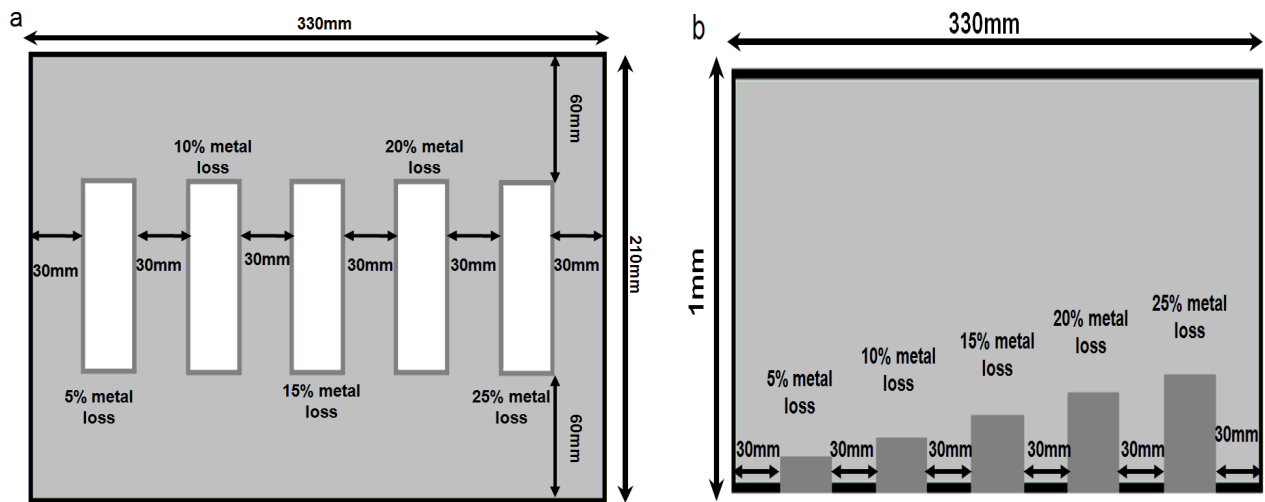 a
330mm
60mm
10% metal
loss
20% metal
loss
210mm
30mm
30mm
30mm
30mm
30mm
30mm
5% metal
loss
15% metal
loss
25% metal
loss
60mm
b
330mm
1mm
25% metal
loss
20% metal
loss
15% metal
loss
10% metal
loss
5% metal
loss
30mm
30mm
30mm
30mm
30mm
30mm